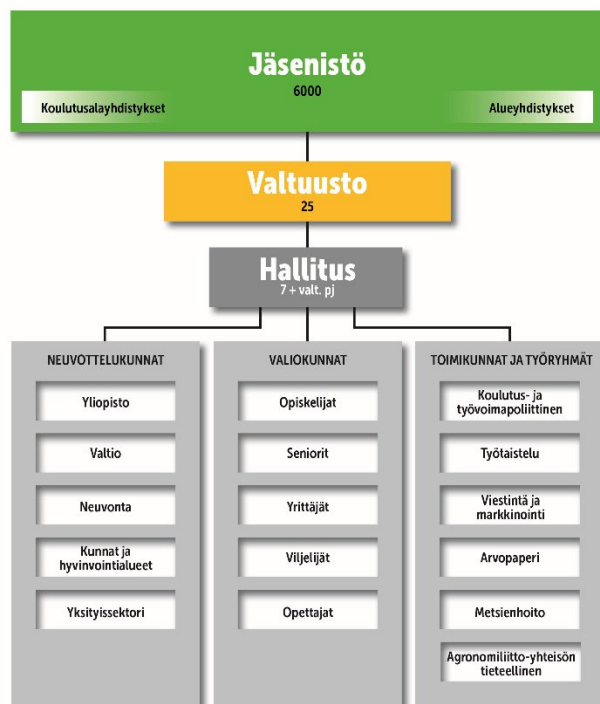 Jäsenistö
6000
Koulutusalayhdistykset
Alueyhdistykset
Valtuusto
25
Hallitus
7 + valt. pj
NEUVOTTELUKUNNAT
Yliopisto
Valtio
Neuvonta
Kunnat ja
hyvinvointialueet
Yksityissektori
VALIOKUNNAT
Opiskelijat
Seniorit
Yrittäjät
Viljelijät
Opettajat
TOIMIKUNNAT JA TYÖRYHMÄT
Koulutus- ja
työvoimapoliittinen
Työtaistelu
Viestintä ja
markkinointi
Arvopaperi
Metsienhoito
Agronomiliitto-yhteisön
tieteellinen